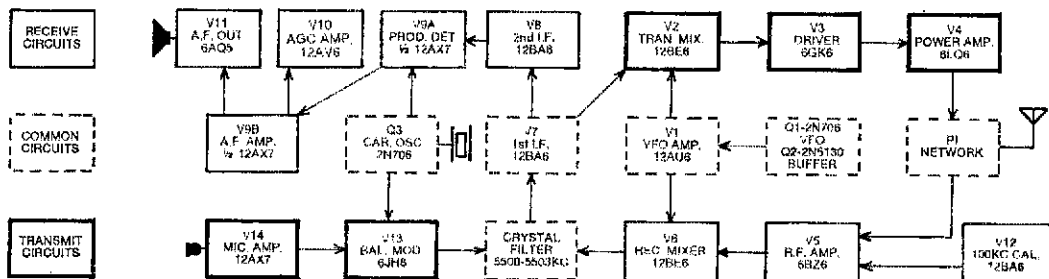 RECEIVE
CIRCUITS
V11
A.F. OUT
6AQ5
V10
AGC AMP.
12AV6
V9A
PROD. DET
½ 12AX7
V8
2nd I.F.
12BA6
V2
TRAN. MIX.
12BE6
V3
DRIVER
6GK6
V4
POWER AMP.
6LQ6
COMMON
CIRCUITS
V9B
A.F. AMP.
½ 12AX7
Q3
CAR. OSC
2N706
V7
1st I.F.
12BA6
V1
VFO AMP.
12AU6
Q1-2N706
VFO
Q2-2N5130
BUFFER
PI
NETWORK
TRANSMIT
CIRCUITS
V14
MIC. AMP.
12AX7
V13
BAL. MOD
6JH8
CRYSTAL
FILTER
5500-5503KC
V6
REC. MIXER
12BE6
V5
R.F. AMP.
6BZ6
V12
100KC CAL.
12BA6